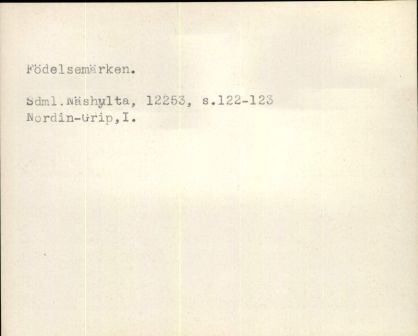 Födelsemärken.
Sdml.Näshulta, 12253, s.122-123
Nordin-Grip,I.